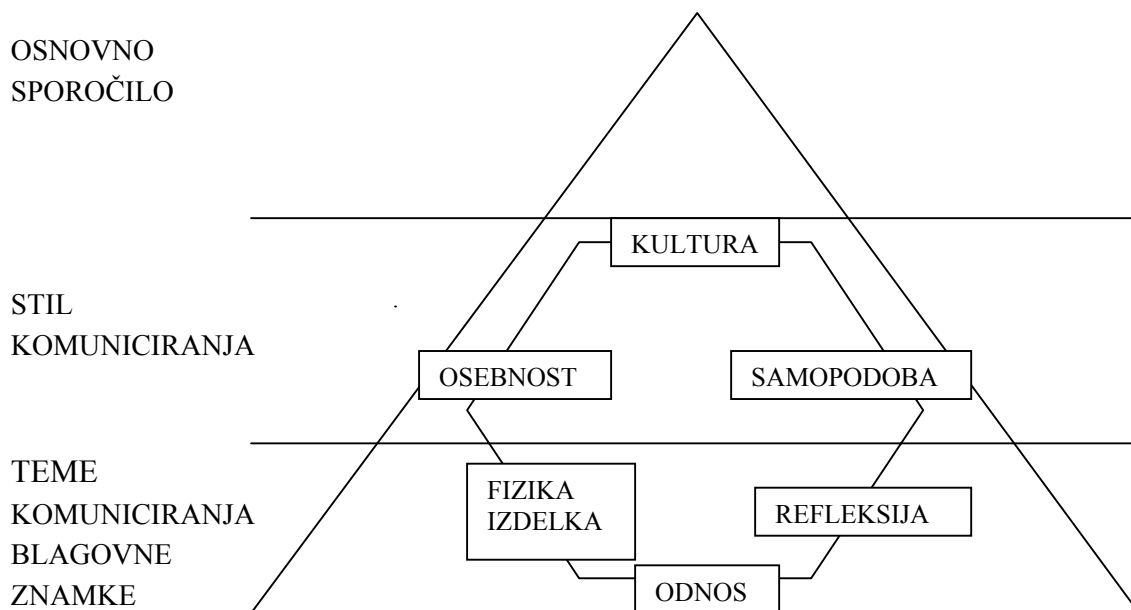 OSNOVNO
SPOROČILO
KULTURA
STIL
KOMUNICIRANJA
OSEBNOST
SAMOPODOBA
TEME
KOMUNICIRANJA
BLAGOVNE
ZNAMKE
FIZIKA
IZDELKA
REFLEKSIJA
ODNOS